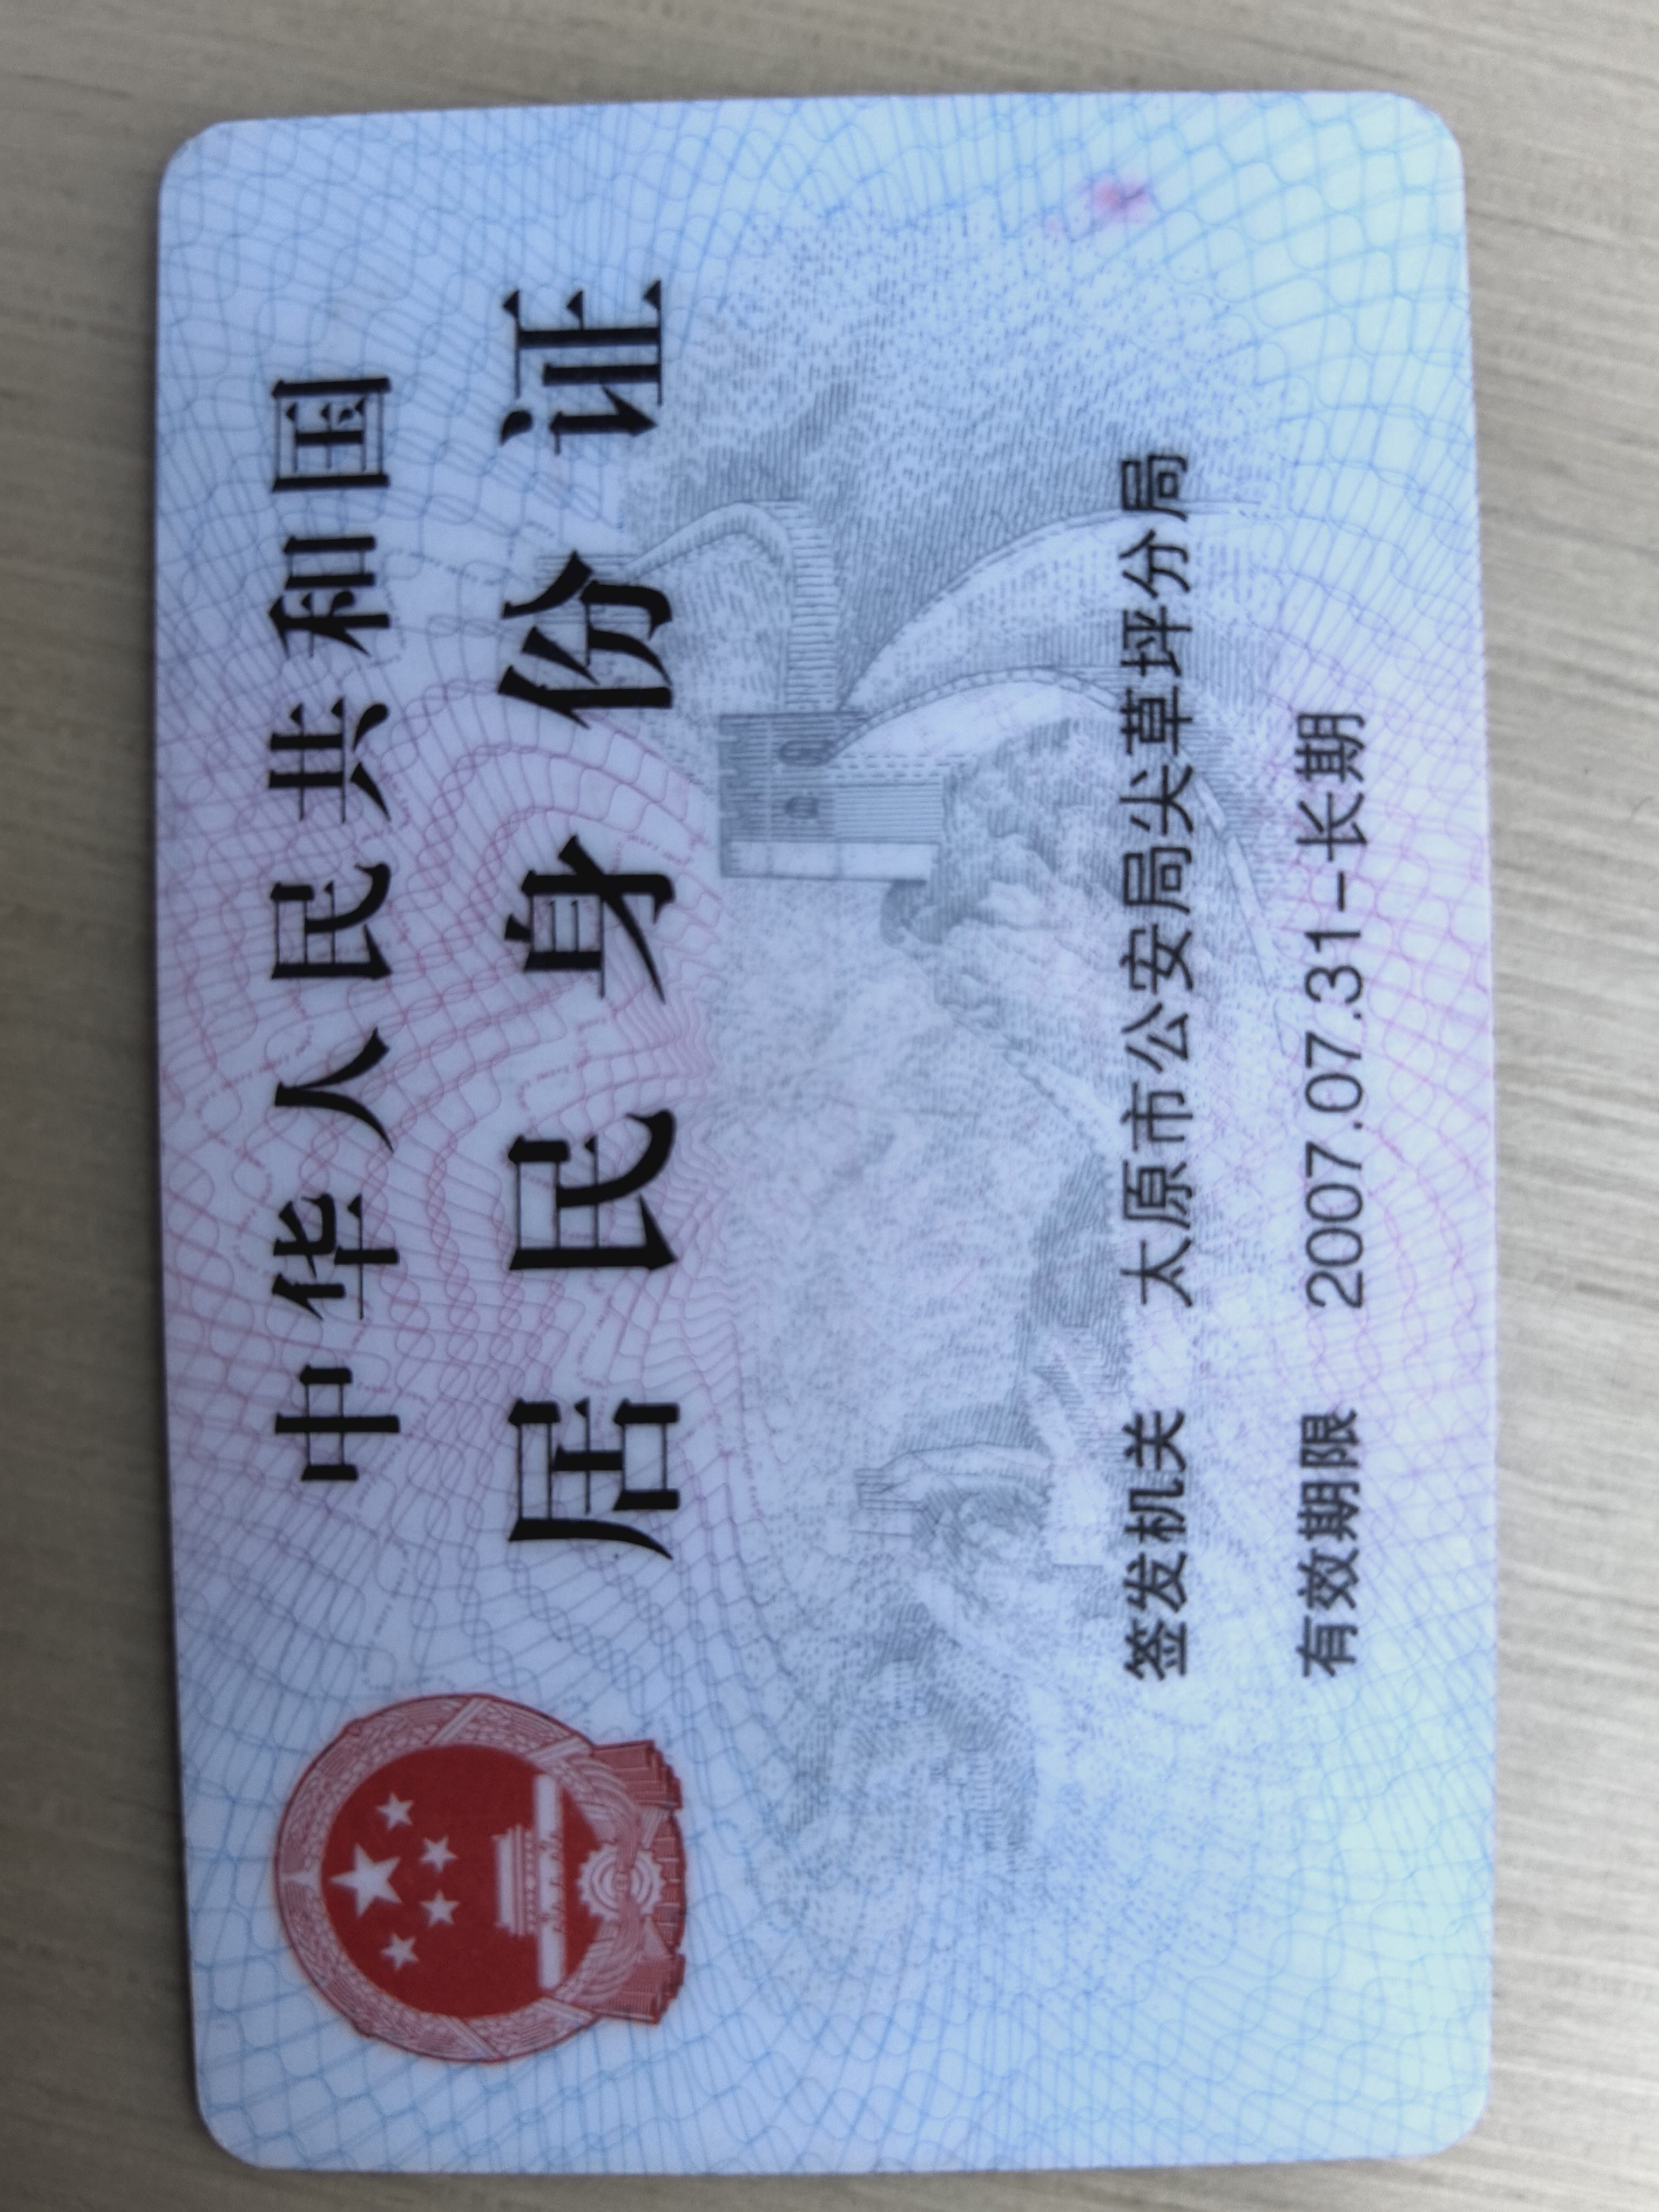 中华人民共和国
居民身份证
签发机关 太原市公安局尖草坪分局
有效期限 2007.07.31-长期